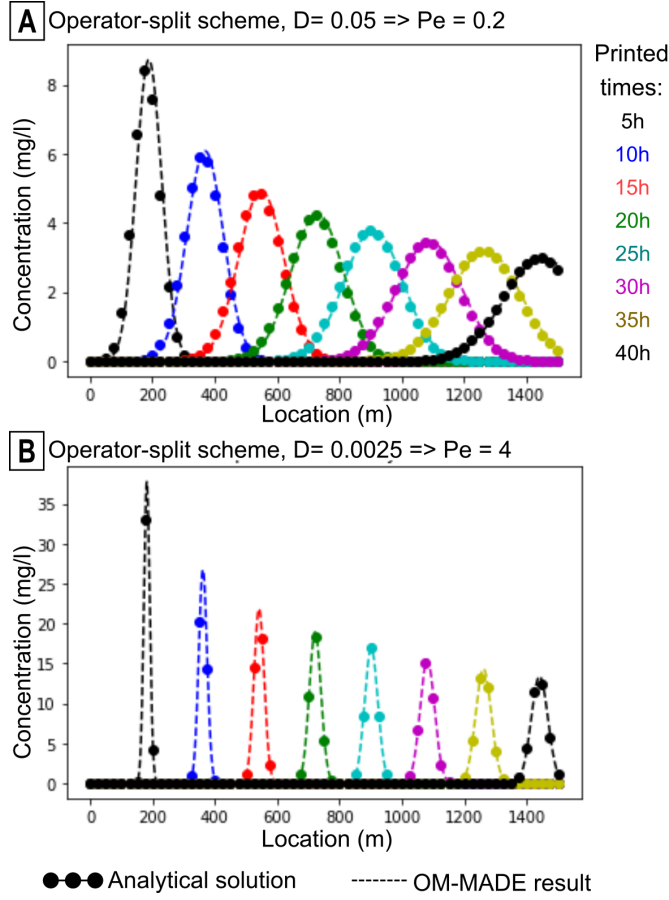 A Operator-split scheme, D= 0.05 => Pe = 0.2
Printed
times:
5h
10h
15h
20h
25h
30h
35h
40h
Concentration (mg/l)
8
6
4
2
0
0 200 400 600 800 1000 1200 1400
Location (m)
B Operator-split scheme, D= 0.0025 => Pe = 4
Concentration (mg/l)
35
30
25
20
15
10
5
0
0 200 400 600 800 1000 1200 1400
Location (m)
Analytical solution
OM-MADE result